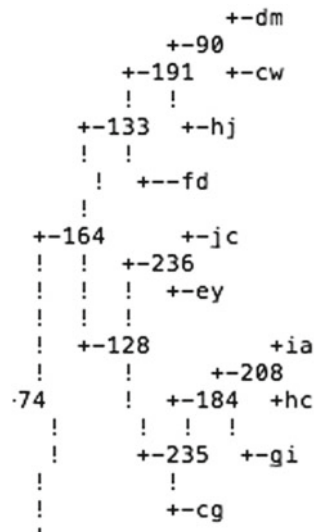 +-dm
+-90
+-191 +-cw
! !
+-133 +-hj
! !
! +--fd
!
+-164 +-jc
! ! +-236
! ! ! +-ey
! ! !
! +-128 +ia
! ! +-208
·74 ! +-184 +hc
! ! ! !
! +-235 +-gi
! !
! +-cg